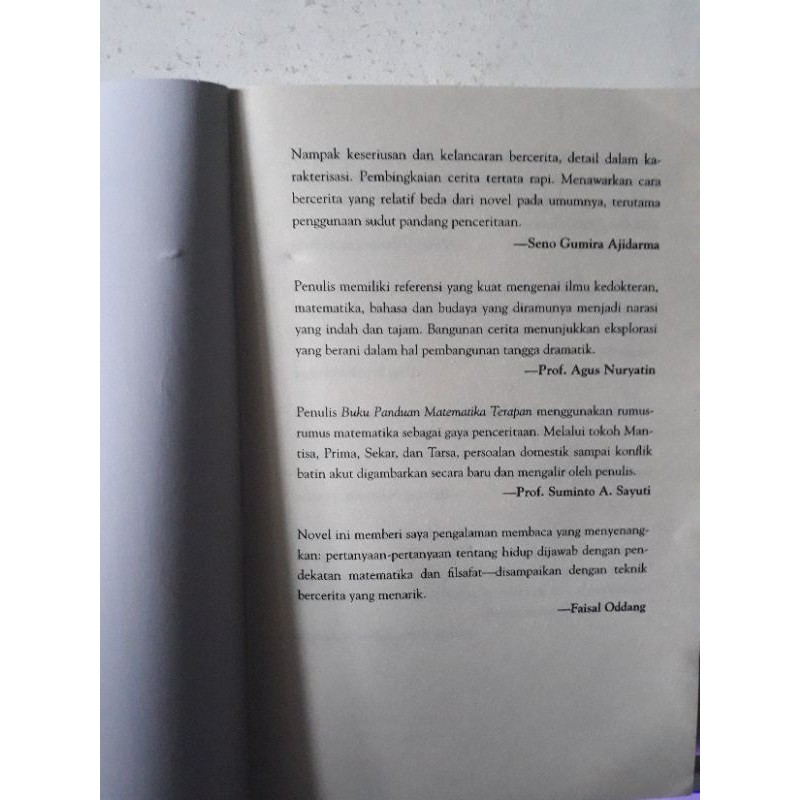 Nampak keseriusan dan kelancaran bercerita, detail dalam ka-
rakterisasi. Pembingkaian cerita tertata rapi. Menawarkan cara
bercerita yang relatif beda dari novel pada umumnya, terutama
penggunaan sudut pandang penceritaan.
—Seno Gumira Ajidarma
Penulis memiliki referensi yang kuat mengenai ilmu kedokteran,
matematika, bahasa dan budaya yang diramunya menjadi narasi
yang indah dan tajam. Bangunan cerita menunjukkan eksplorasi
yang berani dalam hal pembangunan tangga dramatik.
—Prof. Agus Nuryatin
Penulis Buku Panduan Matematika Terapan menggunakan rumus-
rumus matematika sebagai gaya penceritaan. Melalui tokoh Man-
tisa, Prima, Sekar, dan Tarsa, persoalan domestik sampai konflik
batin akut digambarkan secara baru dan mengalir oleh penulis.
—Prof. Suminto A. Sayuti
Novel ini memberi saya pengalaman membaca yang menyenang-
kan: pertanyaan-pertanyaan tentang hidup dijawab dengan pen-
dekatan matematika dan filsafat—disampaikan dengan teknik
bercerita yang menarik.
—Faisal Oddang